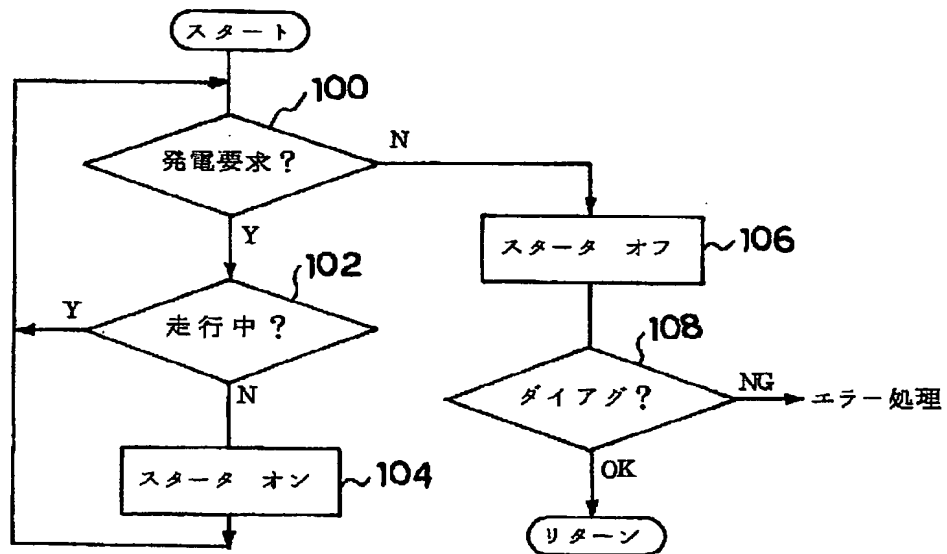 スタート
100
発電要求？
N
Y
スタータ オフ
106
102
Y
走行中？
N
108
ダイアグ？
NG
エラー処理
スタータ オン
104
OK
リターン